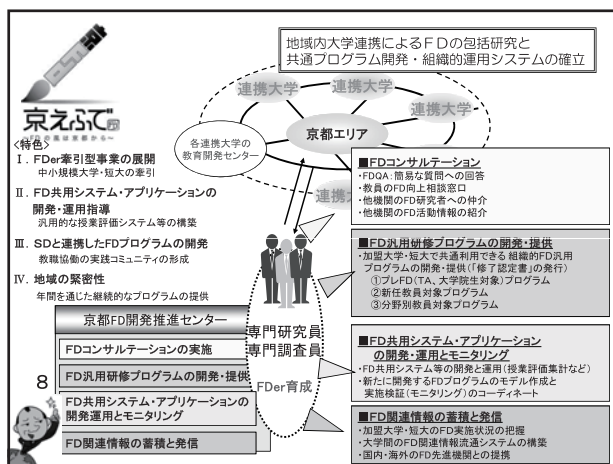 地域内大学連携によるFDの包括研究と
共通プログラム開発・組織的運用システムの確立
京えふで
〜FDの風は京都から〜
<特色>
Ⅰ．FDer牽引型事業の展開
中小規模大学・短大の牽引
Ⅱ．FD共用システム・アプリケーションの
開発・運用指導
汎用的な授業評価システム等の構築
Ⅲ．SDと連携したFDプログラムの開発
教職協働の実践コミュニティの形成
Ⅳ．地域の緊密性
年間を通じた継続的なプログラムの提供
連携大学
連携大学
連携大学
各連携大学の
教育開発センター
京都エリア
連携
専門研究員
専門調査員
FDer育成
京都FD開発推進センター
FDコンサルテーションの実施
FD汎用研修プログラムの開発・提供
FD共用システム・アプリケーションの
開発運用とモニタリング
FD関連情報の蓄積と発信
8
■FDコンサルテーション
・FDQA：簡易な質問への回答
・教員のFD向上相談窓口
・他機関のFD研究者への仲介
・他機関のFD活動情報の紹介
■FD汎用研修プログラムの開発・提供
・加盟大学・短大で共通利用できる 組織的FD汎用
プログラムの開発・提供（「修了認定書」の発行）
①プレFD（TA、大学院生対象）プログラム
②新任教員対象プログラム
③分野別教員対象プログラム
■FD共用システム・アプリケーション
の開発・運用とモニタリング
・FD共用システム等の開発と運用（授業評価集計など）
・新たに開発するFDプログラムのモデル作成と
実施検証（モニタリング）のコーディネート
■FD関連情報の蓄積と発信
・加盟大学・短大のFD実施状況の把握
・大学間のFD関連情報流通システムの構築
・国内・海外のFD先進機関との提携